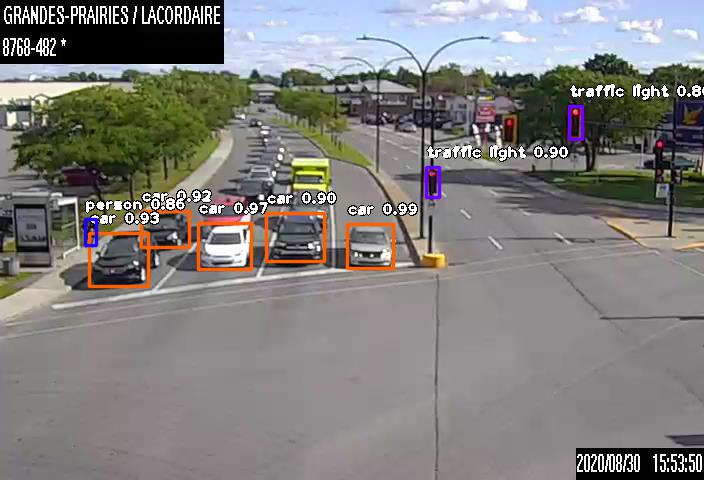 GRANDES-PRAIRIES / LACORDAIRE
8768-482 *
traffic light 0.80
traffic light 0.90
car 0.92
person 0.86
car 0.93
car 0.97
car 0.90
car 0.99
2020/08/30 15:53:50